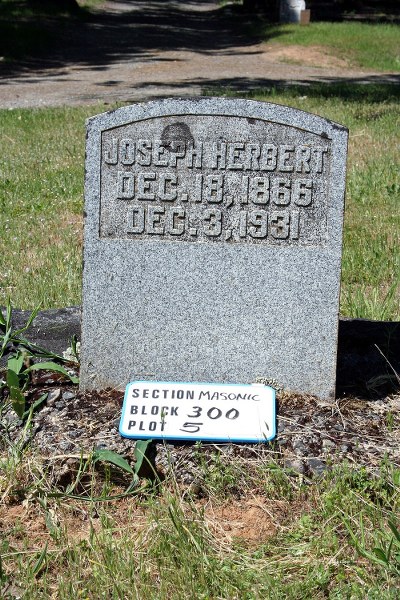 JOSEPH HERBERT
DEC. 18, 1866
DEC. 3, 1931
SECTION MASONIC
BLOCK 300
PLOT 5